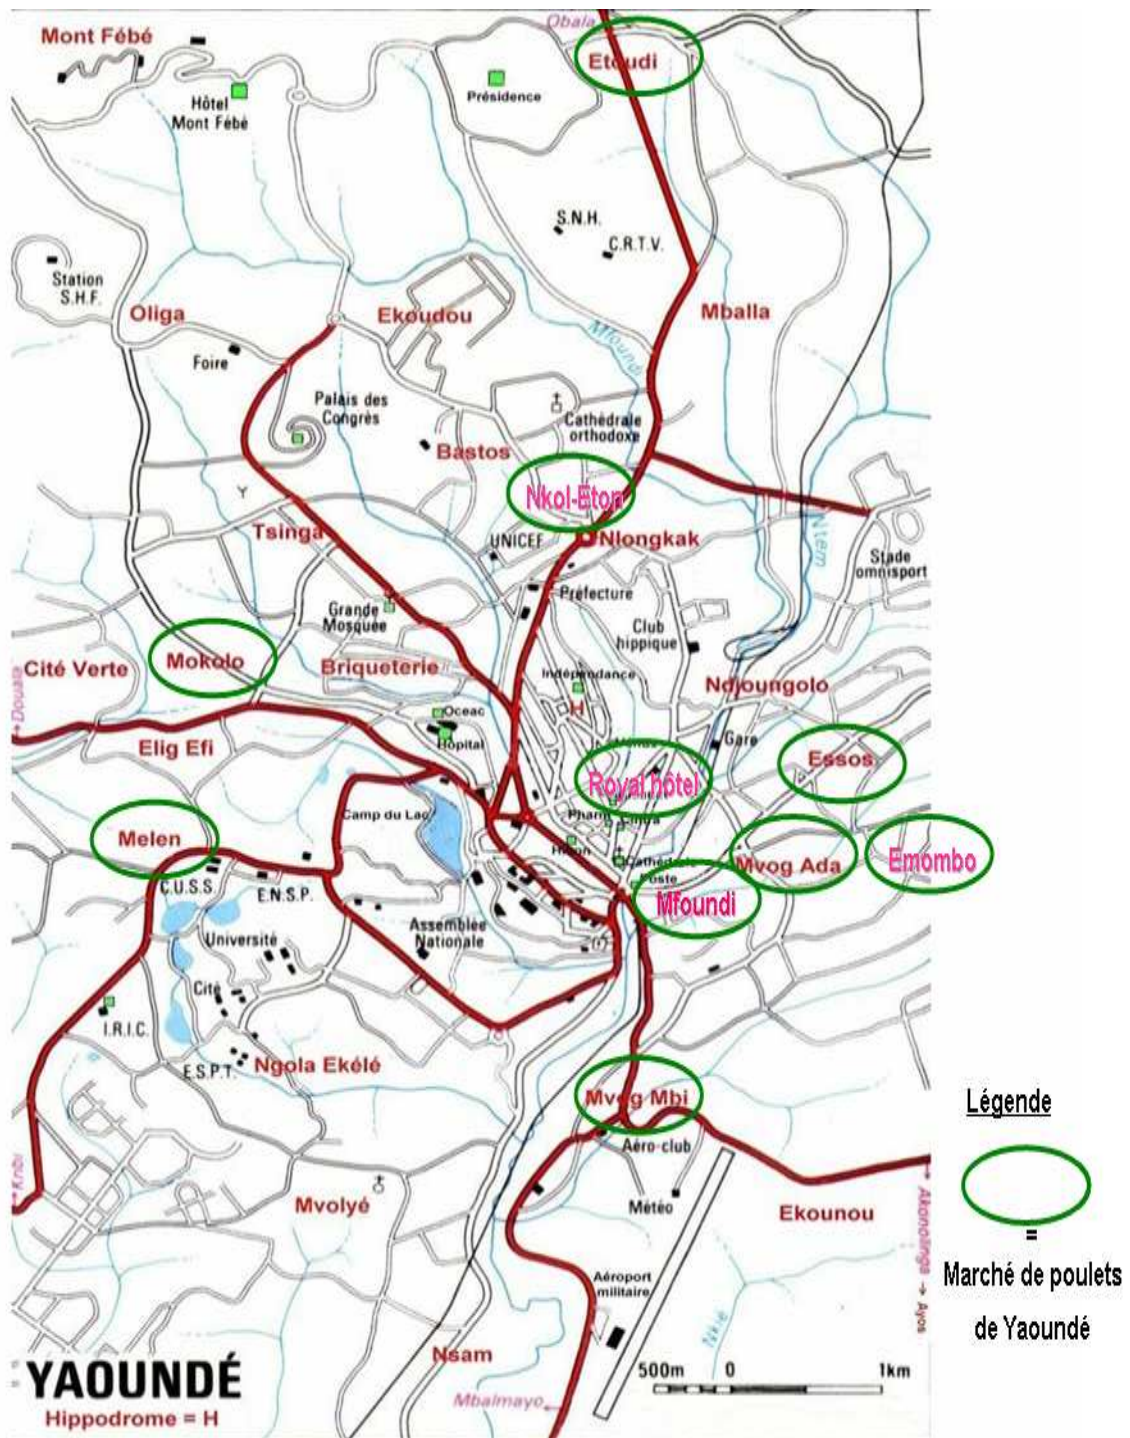 Obala
Mont Fébé
Etoudi
Hôtel
Mont Fébé
Présidence
S.N.H.
C.R.T.V.
Station
S.H.F.
Oliga
Ekoudou
Mballa
Mfoundi
Foire
Palais des
Congrès
Cathédrale
orthodoxe
Bastos
Nkol-Eton
Ntem
Tsinga
UNICEF
Nlongkak
Stade
omnisport
Préfecture
Grande
Mosquée
Club
hippique
Mokolo
Cité Verte
Briqueterie
Indépendance
Ndjoungolo
→Douala
Oceac
H
Elig Efi
Hôpital
Gare
Essos
Royal hôtel
Camp du Lac
Melen
Mvog Ada
Emombo
Cathédrale
C.U.S.S.
E.N.S.P.
Poste
Mfoundi
Assemblée
Nationale
Université
Cité
I.R.I.C.
E.S.P.T.
Ngola Ekélé
Mvog Mbi
Légende
Aéro-club
→Kribi
Mvolyé
Météo
Ekounou
→ Akonolinga → Ayos
=
Marché de poulets
de Yaoundé
Aéroport
militaire
Nsam
YAOUNDÉ
Hippodrome = H
Mbalmayo←
500m 0 1km